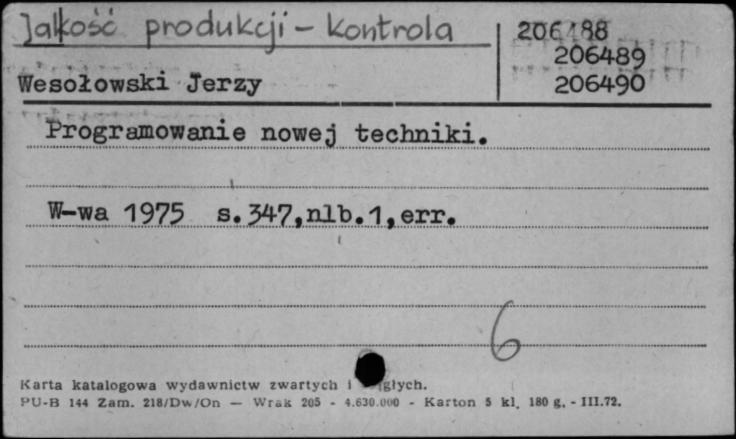 Jakość produkcji - kontrola
206488
206489
206490
Wesołowski Jerzy
Programowanie nowej techniki.
W-wa 1975 s.347,nlb.1,err.
6
Karta katalogowa wydawnictw zwartych i
PU-B 144 Zam. 218/Dw/On — Wrak 205 - 4.630.000 - Karton 5 kl. 180 g. - III.72.